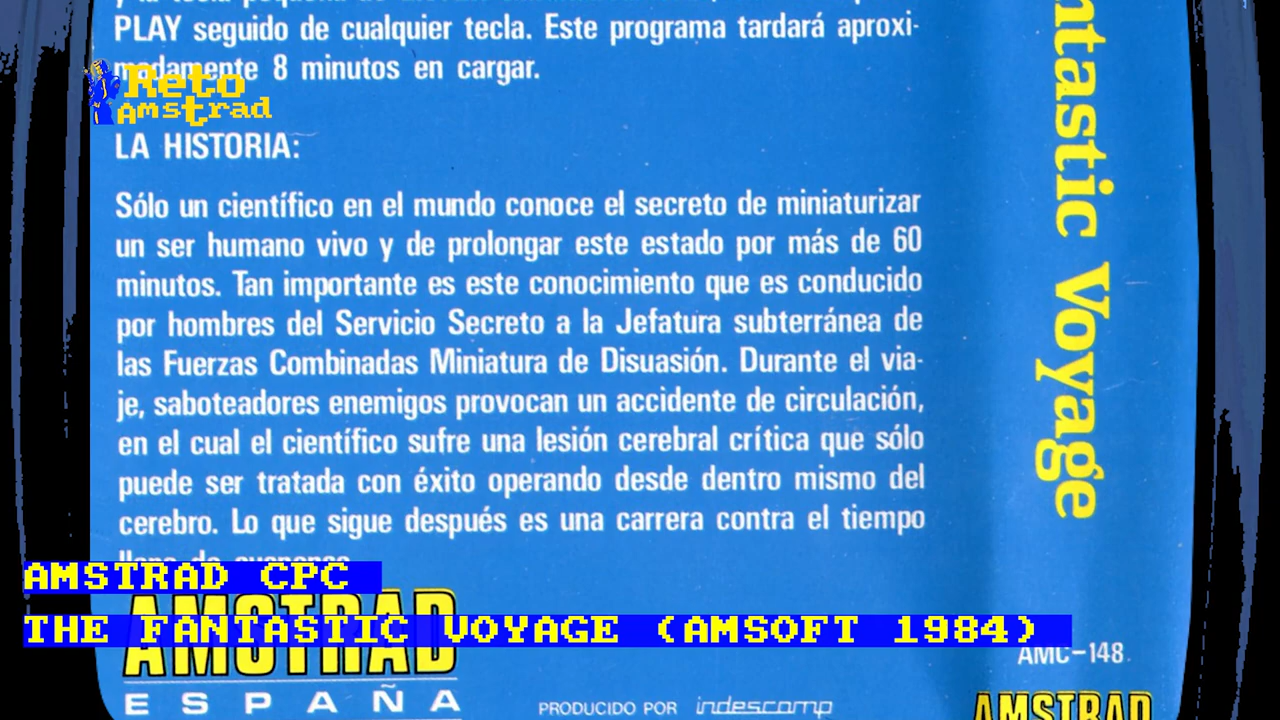 PLAY seguido de cualquier tecla. Este programa tardará aproxi-
madamente 8 minutos en cargar.
Reto
Amstrad
LA HISTORIA:
Sólo un científico en el mundo conoce el secreto de miniaturizar
un ser humano vivo y de prolongar este estado por más de 60
minutos. Tan importante es este conocimiento que es conducido
por hombres del Servicio Secreto a la Jefatura subterránea de
las Fuerzas Combinadas Miniatura de Disuasión. Durante el via-
je, saboteadores enemigos provocan un accidente de circulación,
en el cual el científico sufre una lesión cerebral crítica que sólo
puede ser tratada con éxito operando desde dentro mismo del
cerebro. Lo que sigue después es una carrera contra el tiempo
AMSTRAD CPC
THE FANTASTIC VOYAGE (AMSOFT 1984)
AMSTRAD
ESPAÑA
PRODUCIDO POR indescomp
ntastic Voyage
AMC-148
AMSTRAD